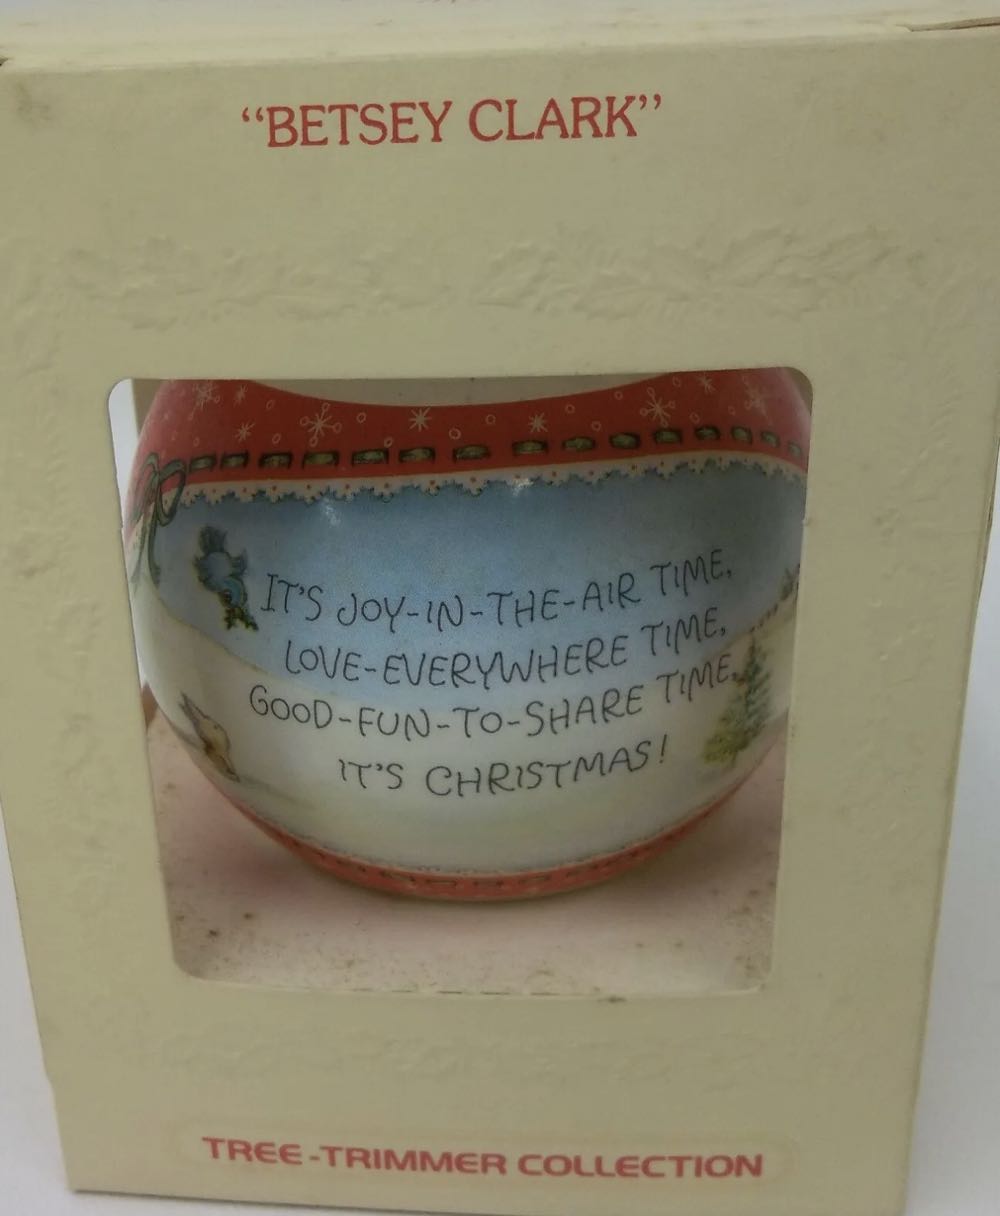 “BETSEY CLARK”
IT'S JOY-IN-THE-AIR TIME,
LOVE-EVERYWHERE TIME,
GOOD-FUN-TO-SHARE TIME,
IT'S CHRISTMAS!
TREE-TRIMMER COLLECTION